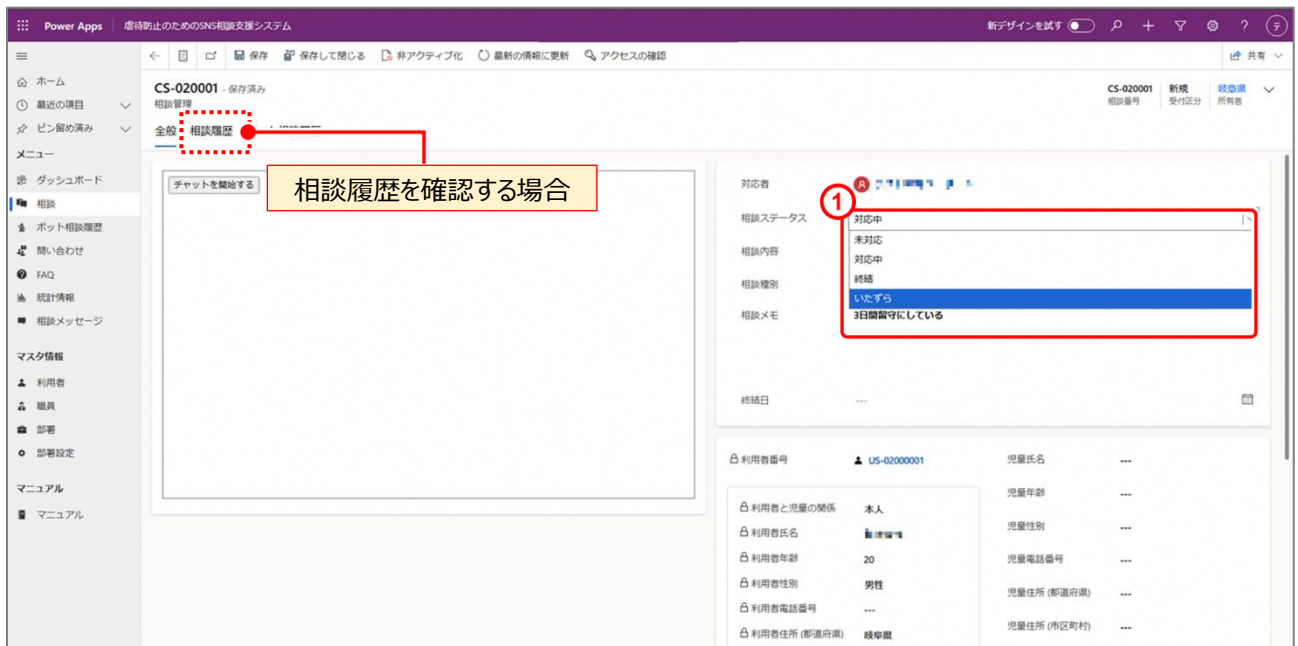 Power Apps 虐待防止のためのSNS相談支援システム 新デザインを試す ? テ
保存 保存して閉じる 非アクティブ化 最新の情報に更新 アクセスの確認 共有
ホーム
最近の項目
ピン留め済み
メニュー
ダッシュボード
相談
ボット相談履歴
問い合わせ
FAQ
統計情報
相談メッセージ
マスタ情報
利用者
職員
部署
部署設定
マニュアル
マニュアル
CS-020001 - 保存済み
相談管理
CS-020001 新規 岐阜県
相談番号 受付区分 所有者
全般 相談履歴
チャットを開始する
相談履歴を確認する場合
対応者
1
相談ステータス 対応中
未対応
対応中
終結
いたずら
相談内容
相談種別
相談メモ 3日間留守にしている
終結日 ---
利用者番号 US-02000001
利用者と児童の関係 本人
利用者氏名
利用者年齢 20
利用者性別 男性
利用者電話番号 ---
利用者住所 (都道府県) 岐阜県
児童氏名 ---
児童年齢 ---
児童性別 ---
児童電話番号 ---
児童住所 (都道府県) ---
児童住所 (市区町村) ---